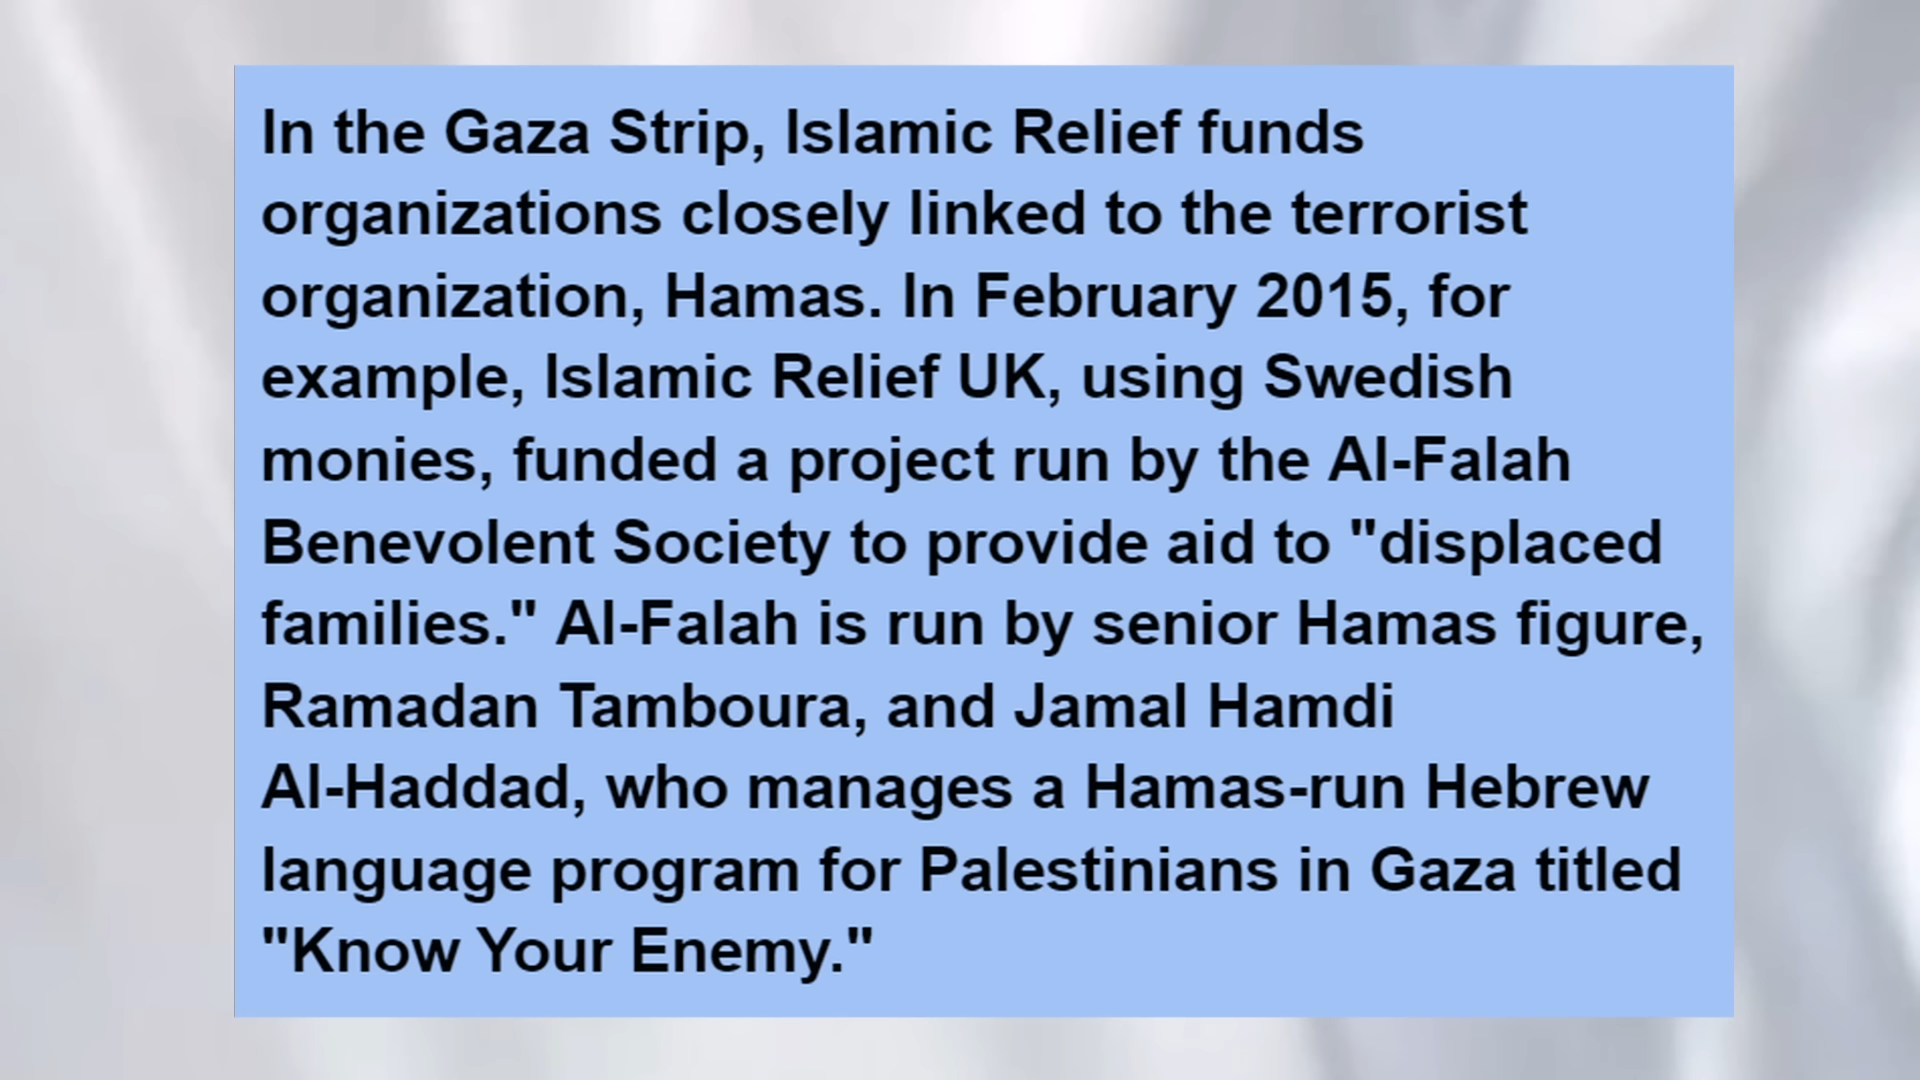 In the Gaza Strip, Islamic Relief funds
organizations closely linked to the terrorist
organization, Hamas. In February 2015, for
example, Islamic Relief UK, using Swedish
monies, funded a project run by the Al-Falah
Benevolent Society to provide aid to "displaced
families." Al-Falah is run by senior Hamas figure,
Ramadan Tamboura, and Jamal Hamdi
Al-Haddad, who manages a Hamas-run Hebrew
language program for Palestinians in Gaza titled
"Know Your Enemy."